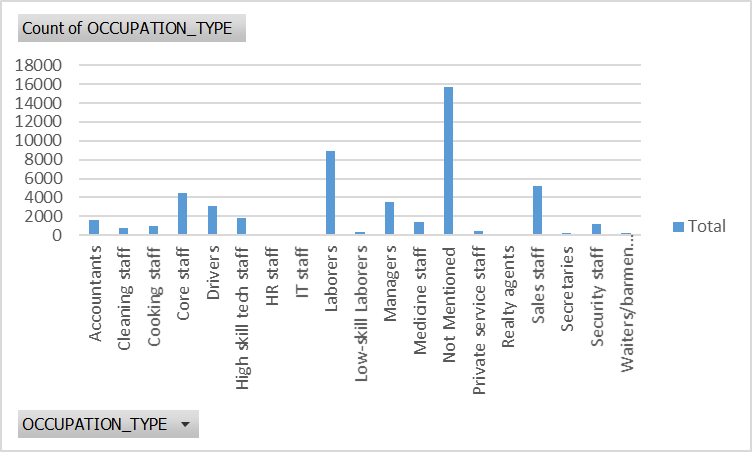 Count of OCCUPATION_TYPE
18000
16000
14000
12000
10000
8000
6000
4000
2000
0
Accountants
Cleaning staff
Cooking staff
Core staff
Drivers
High skill tech staff
HR staff
IT staff
Laborers
Low-skill Laborers
Managers
Medicine staff
Not Mentioned
Private service staff
Realty agents
Sales staff
Secretaries
Security staff
Waiters/barmen...
Total
OCCUPATION_TYPE